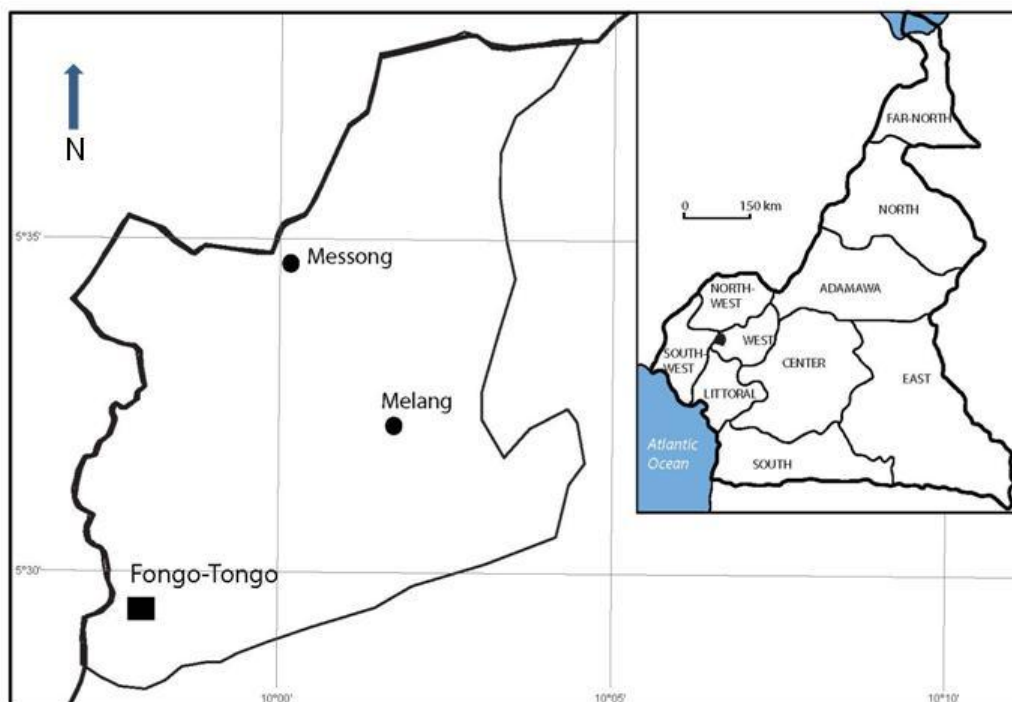 N
5°35'
Messong
Melang
5°30'
Fongo-Tongo
10°00'
10°05'
10°10'
FAR-NORTH
0 150 km
NORTH
ADAMAWA
NORTH-
WEST
WEST
SOUTH-
WEST
CENTER
EAST
LITTORAL
Atlantic
Ocean
SOUTH